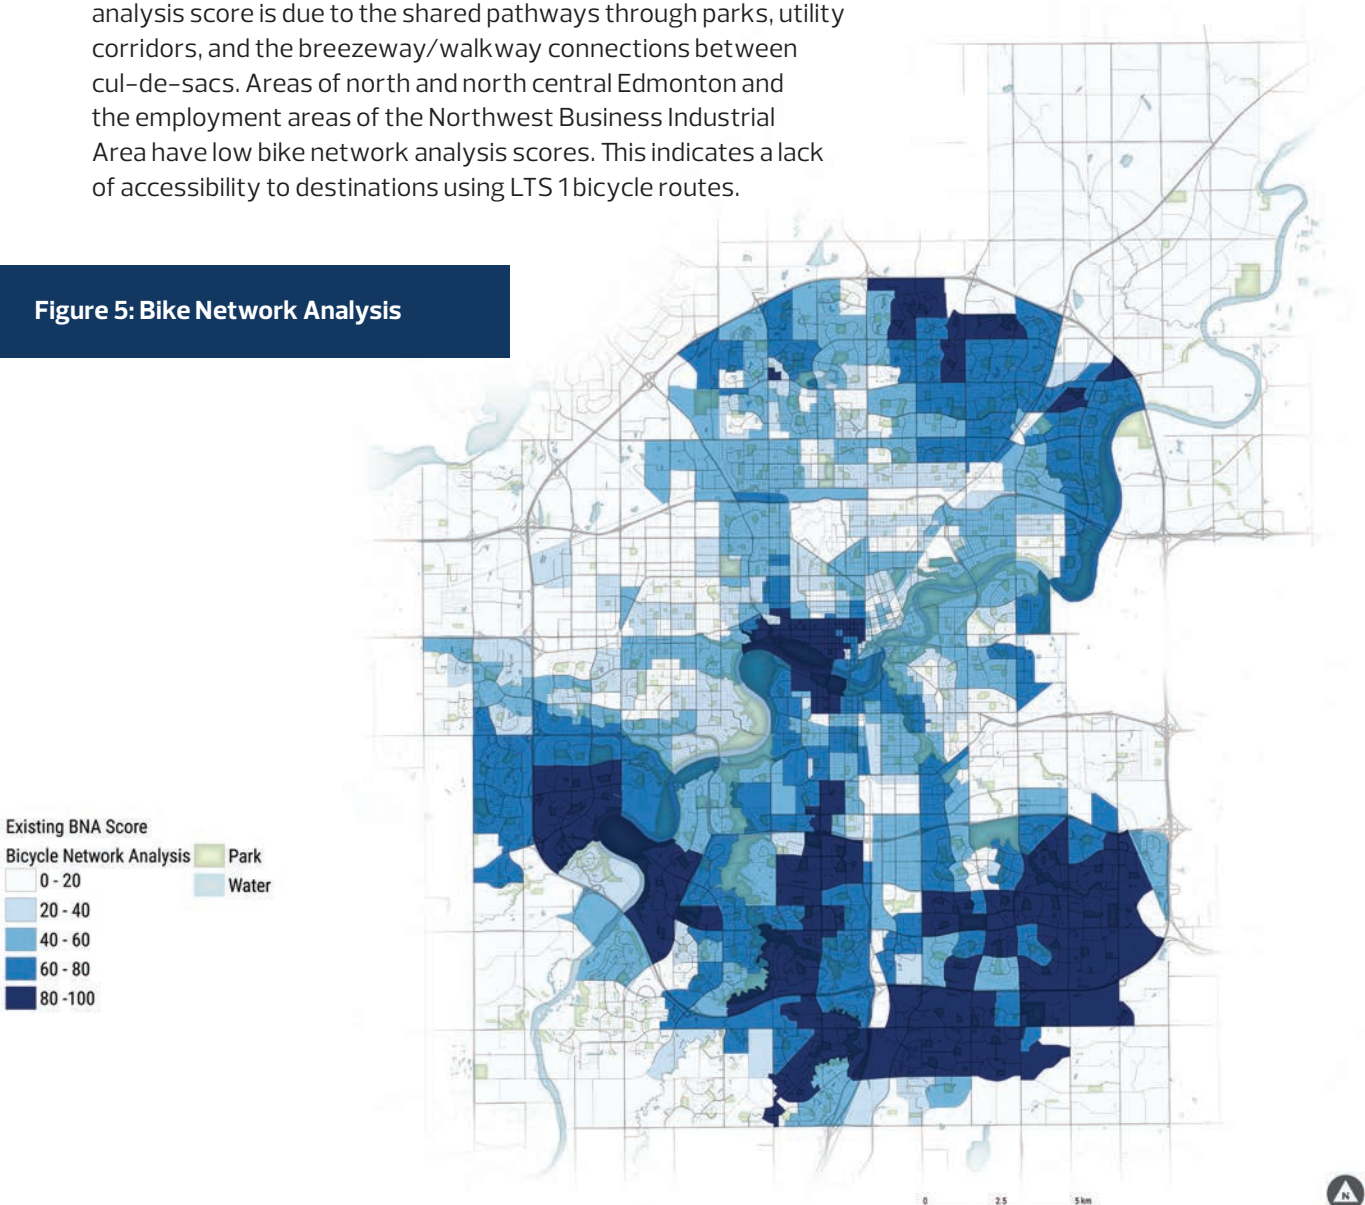 analysis score is due to the shared pathways through parks, utility
corridors, and the breezeway/walkway connections between
cul-de-sacs. Areas of north and north central Edmonton and
the employment areas of the Northwest Business Industrial
Area have low bike network analysis scores. This indicates a lack
of accessibility to destinations using LTS 1 bicycle routes.
Figure 5: Bike Network Analysis
Existing BNA Score
Bicycle Network Analysis
0 - 20
20 - 40
40 - 60
60 - 80
80 -100
Park
Water
0 2.5 5 km
N